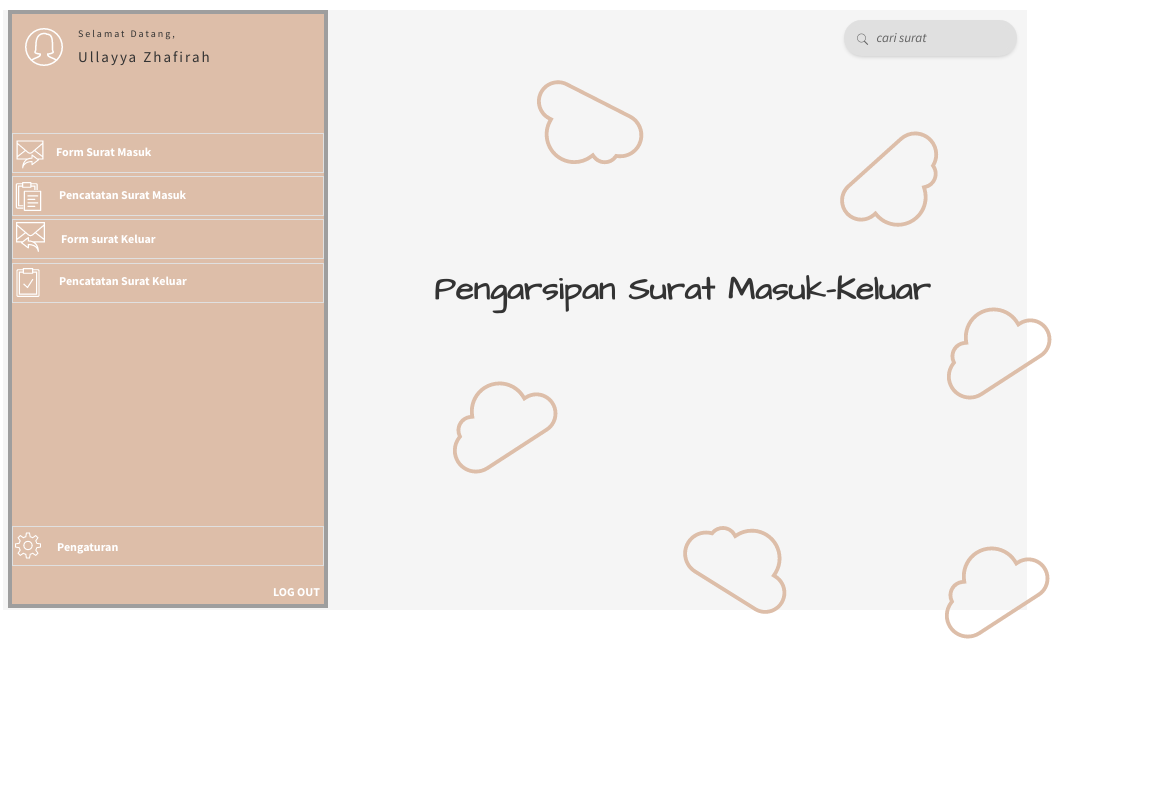 Selamat Datang,
Ullayya Zhafirah
cari surat
Form Surat Masuk
Pencatatan Surat Masuk
Form surat Keluar
Pencatatan Surat Keluar
Pengarsipan Surat Masuk-Keluar
Pengaturan
LOG OUT